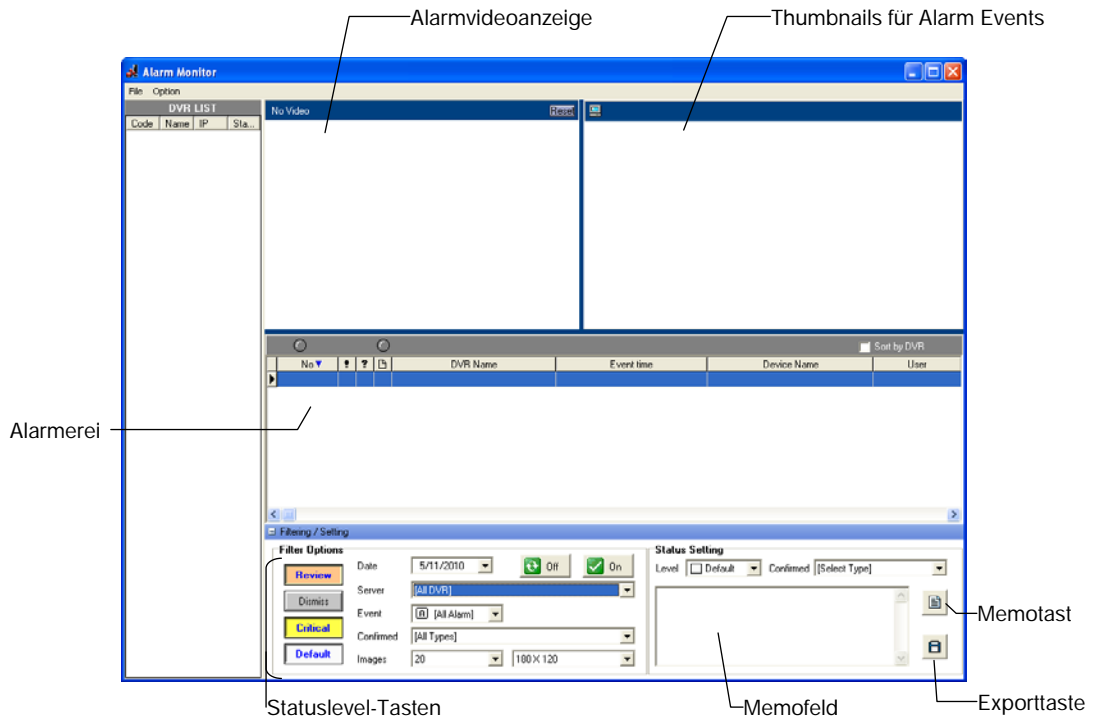 Alarmvideoanzeige
Thumbnails für Alarm Events
Alarm Monitor
File Option
DVR LIST
Code Name IP Sta...
No Video
Reset
Sort by DVR
No ! ? DVR Name Event time Device Name User
Alarmerei
Filtering / Setting
Filter Options
Review
Dismiss
Critical
Default
Date 5/11/2010 Off On
Server [All DVR]
Event [All Alarm]
Confirmed [All Types]
Images 20 180 X 120
Status Setting
Level Default Confirmed [Select Type]
Memotast
Statuslevel-Tasten
Memofeld
Exporttaste